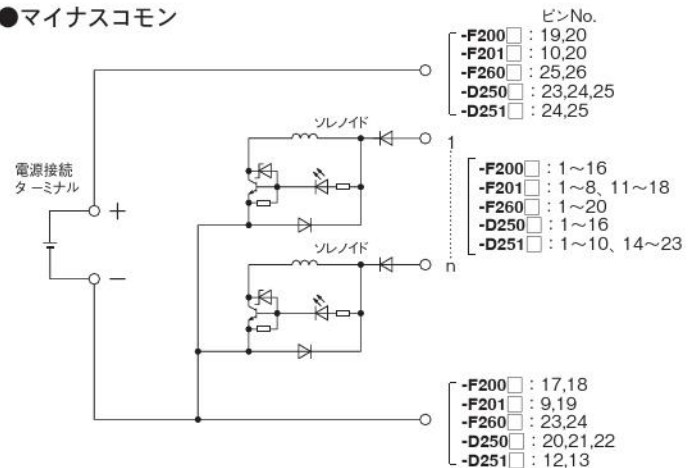 ●マイナスコモン
ピンNo.
-F200□：19,20
-F201□：10,20
-F260□：25,26
-D250□：23,24,25
-D251□：24,25
ソレノイド
1
電源接続
ターミナル
-F200□：1～16
-F201□：1～8、11～18
-F260□：1～20
-D250□：1～16
-D251□：1～10、14～23
+
ソレノイド
n
−
-F200□：17,18
-F201□：9,19
-F260□：23,24
-D250□：20,21,22
-D251□：12,13